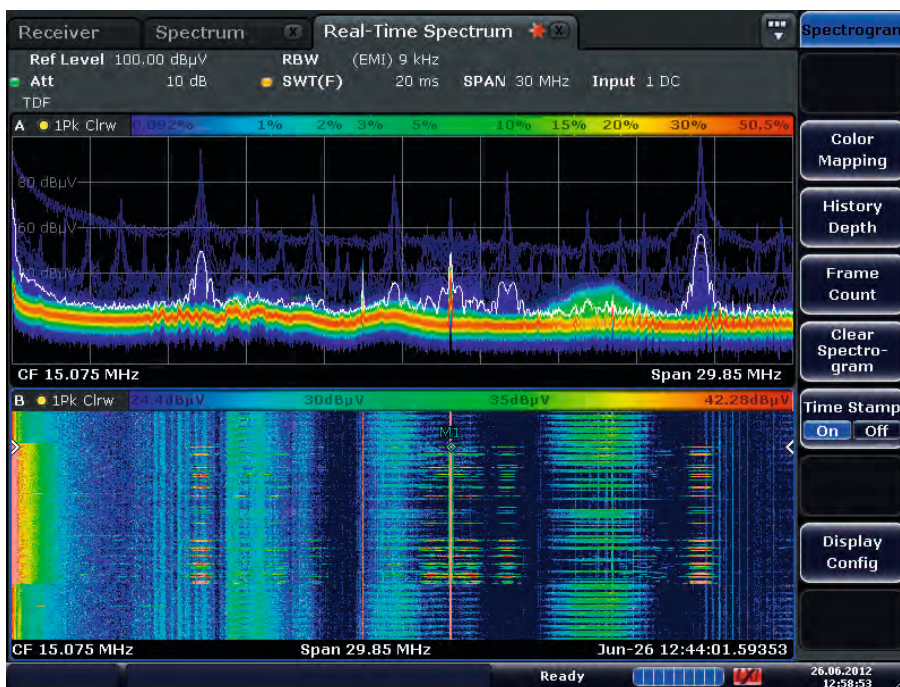 Receiver Spectrum Real-Time Spectrum Spectrogran
Ref Level 100.00 dBµV RBW (EMI) 9 kHz
Att 10 dB SWT(F) 20 ms SPAN 30 MHz Input 1 DC
TDF
A 1Pk Clrw 0.092% 1% 2% 3% 5% 10% 15% 20% 30% 50.5%
80 dBµV
60 dBµV
CF 15.075 MHz Span 29.85 MHz
B 1Pk Clrw 24.4dBµV 30dBµV 35dBµV 42.28dBµV
M1
CF 15.075 MHz Span 29.85 MHz Jun-26 12:44:01.59353
Color
Mapping
History
Depth
Frame
Count
Clear
Spectro-
gram
Time Stamp
On Off
Display
Config
Ready
26.06.2012
12:58:53